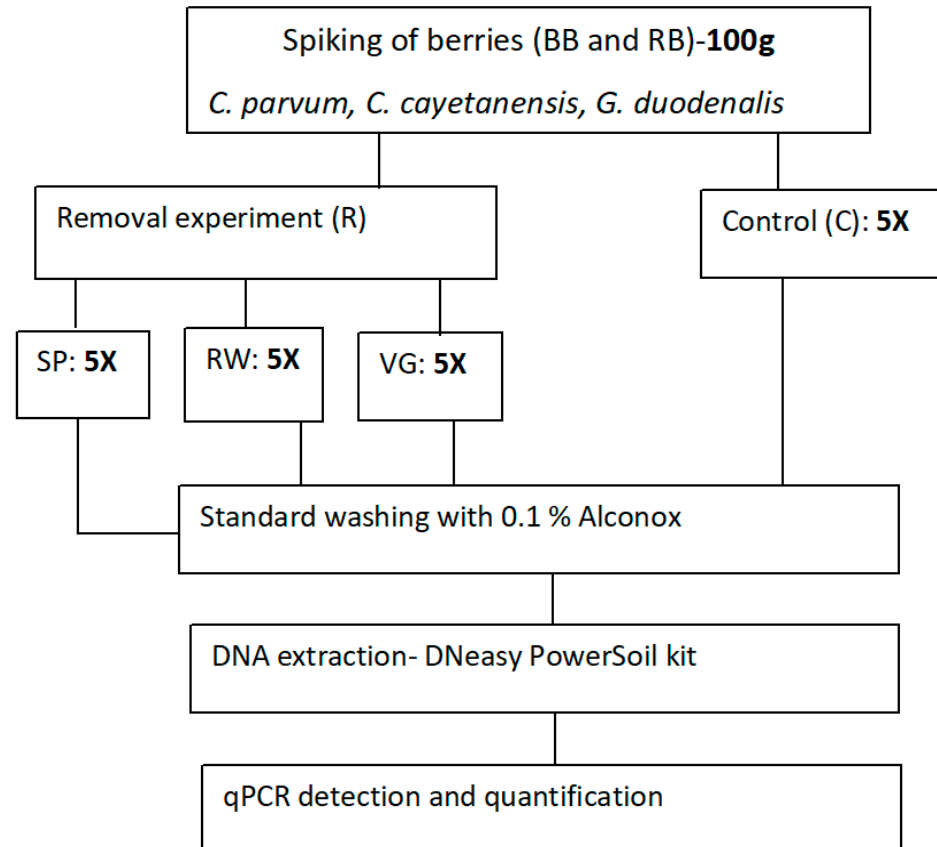 Spiking of berries (BB and RB)-100g
C. parvum, C. cayetanensis, G. duodenalis
Removal experiment (R)
Control (C): 5X
SP: 5X
RW: 5X
VG: 5X
Standard washing with 0.1 % Alconox
DNA extraction- DNeasy PowerSoil kit
qPCR detection and quantification